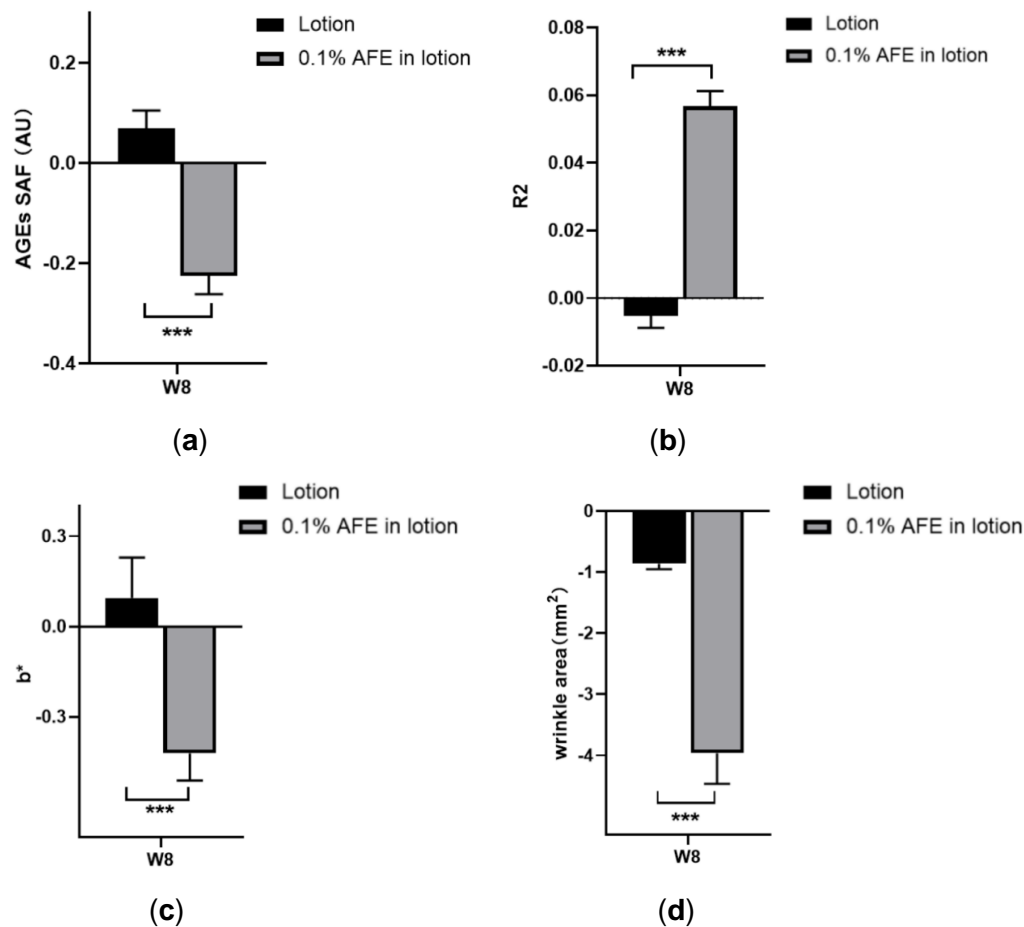 Lotion
0.1% AFE in lotion
AGEs SAF (AU)
0.2
0.0
-0.2
-0.4
***
W8
(a)
Lotion
0.1% AFE in lotion
R2
0.08
0.06
0.04
0.02
0.00
-0.02
***
W8
(b)
Lotion
0.1% AFE in lotion
b*
0.3
0.0
-0.3
***
W8
(c)
Lotion
0.1% AFE in lotion
wrinkle area(mm²)
0
-1
-2
-3
-4
***
W8
(d)